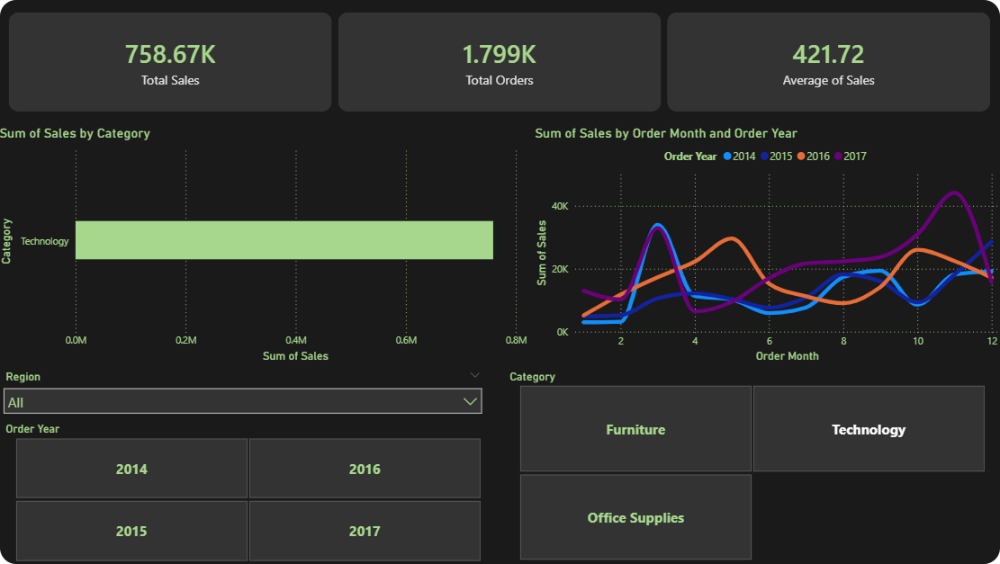 758.67K
Total Sales
1.799K
Total Orders
421.72
Average of Sales
Sum of Sales by Category
Category
Technology
0.0M 0.2M 0.4M 0.6M 0.8M
Sum of Sales
Sum of Sales by Order Month and Order Year
Order Year 2014 2015 2016 2017
Sum of Sales
40K
20K
0K
2 4 6 8 10 12
Order Month
Region
All
Order Year
2014 2016
2015 2017
Category
Furniture Technology
Office Supplies